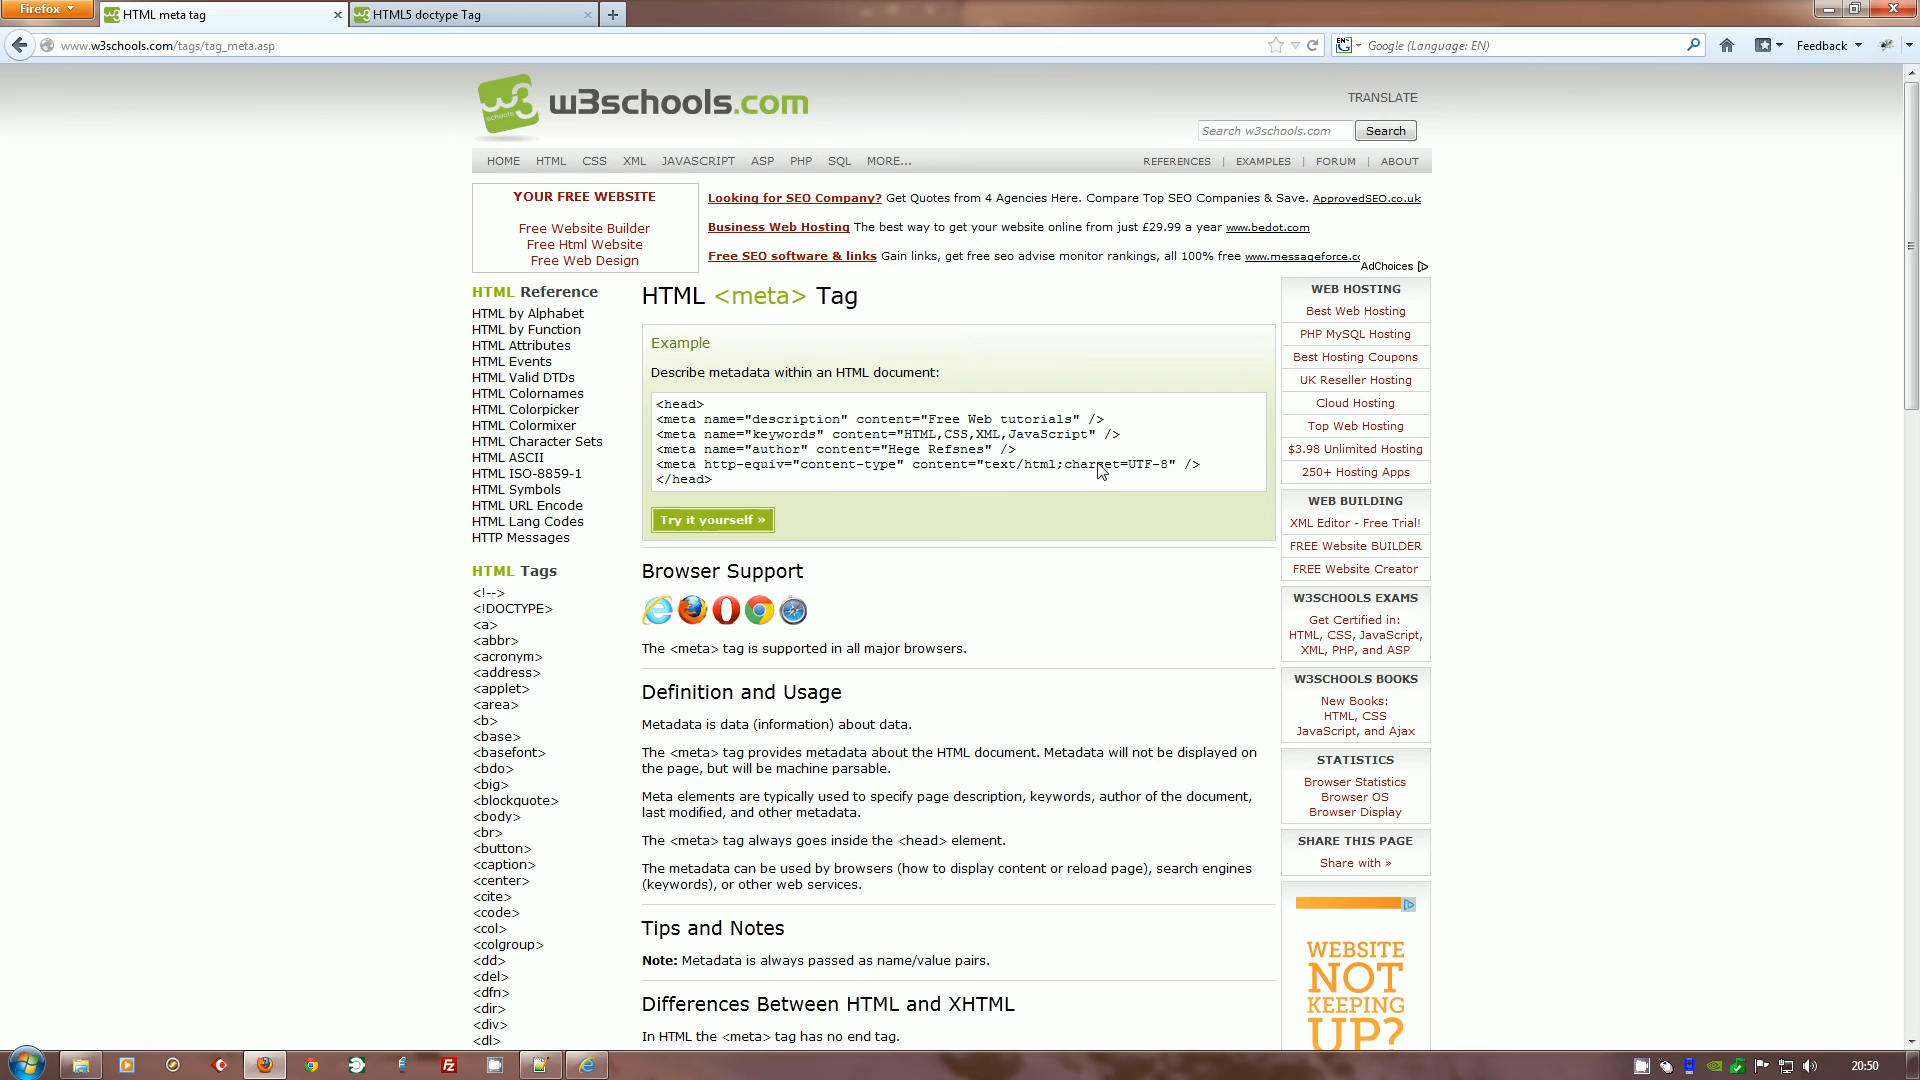 Firefox
HTML meta tag
HTML5 doctype Tag
www.w3schools.com/tags/tag_meta.asp
Google (Language: EN)
Feedback
w3schools.com
TRANSLATE
Search w3schools.com
Search
HOME HTML CSS XML JAVASCRIPT ASP PHP SQL MORE...
REFERENCES | EXAMPLES | FORUM | ABOUT
YOUR FREE WEBSITE
Free Website Builder
Free Html Website
Free Web Design
Looking for SEO Company? Get Quotes from 4 Agencies Here. Compare Top SEO Companies & Save. ApprovedSEO.co.uk
Business Web Hosting The best way to get your website online from just £29.99 a year www.bedot.com
Free SEO software & links Gain links, get free seo advise monitor rankings, all 100% free www.messageforce.cc
AdChoices
HTML Reference
HTML by Alphabet
HTML by Function
HTML Attributes
HTML Events
HTML Valid DTDs
HTML Colornames
HTML Colorpicker
HTML Colormixer
HTML Character Sets
HTML ASCII
HTML ISO-8859-1
HTML Symbols
HTML URL Encode
HTML Lang Codes
HTTP Messages
HTML Tags
<!-->
<!DOCTYPE>
<a>
<abbr>
<acronym>
<address>
<applet>
<area>
<b>
<base>
<basefont>
<bdo>
<big>
<blockquote>
<body>
<br>
<button>
<caption>
<center>
<cite>
<code>
<col>
<colgroup>
<dd>
<del>
<dfn>
<dir>
<div>
<dl>
HTML <meta> Tag
Example
Describe metadata within an HTML document:
<head>
<meta name="description" content="Free Web tutorials" />
<meta name="keywords" content="HTML,CSS,XML,JavaScript" />
<meta name="author" content="Hege Refsnes" />
<meta http-equiv="content-type" content="text/html;charset=UTF-8" />
</head>
Try it yourself »
Browser Support
The <meta> tag is supported in all major browsers.
Definition and Usage
Metadata is data (information) about data.
The <meta> tag provides metadata about the HTML document. Metadata will not be displayed on
the page, but will be machine parsable.
Meta elements are typically used to specify page description, keywords, author of the document,
last modified, and other metadata.
The <meta> tag always goes inside the <head> element.
The metadata can be used by browsers (how to display content or reload page), search engines
(keywords), or other web services.
Tips and Notes
Note: Metadata is always passed as name/value pairs.
Differences Between HTML and XHTML
In HTML the <meta> tag has no end tag.
WEB HOSTING
Best Web Hosting
PHP MySQL Hosting
Best Hosting Coupons
UK Reseller Hosting
Cloud Hosting
Top Web Hosting
$3.98 Unlimited Hosting
250+ Hosting Apps
WEB BUILDING
XML Editor - Free Trial!
FREE Website BUILDER
FREE Website Creator
W3SCHOOLS EXAMS
Get Certified in:
HTML, CSS, JavaScript,
XML, PHP, and ASP
W3SCHOOLS BOOKS
New Books:
HTML, CSS
JavaScript, and Ajax
STATISTICS
Browser Statistics
Browser OS
Browser Display
SHARE THIS PAGE
Share with »
WEBSITE
NOT
KEEPING
UP?
20:50